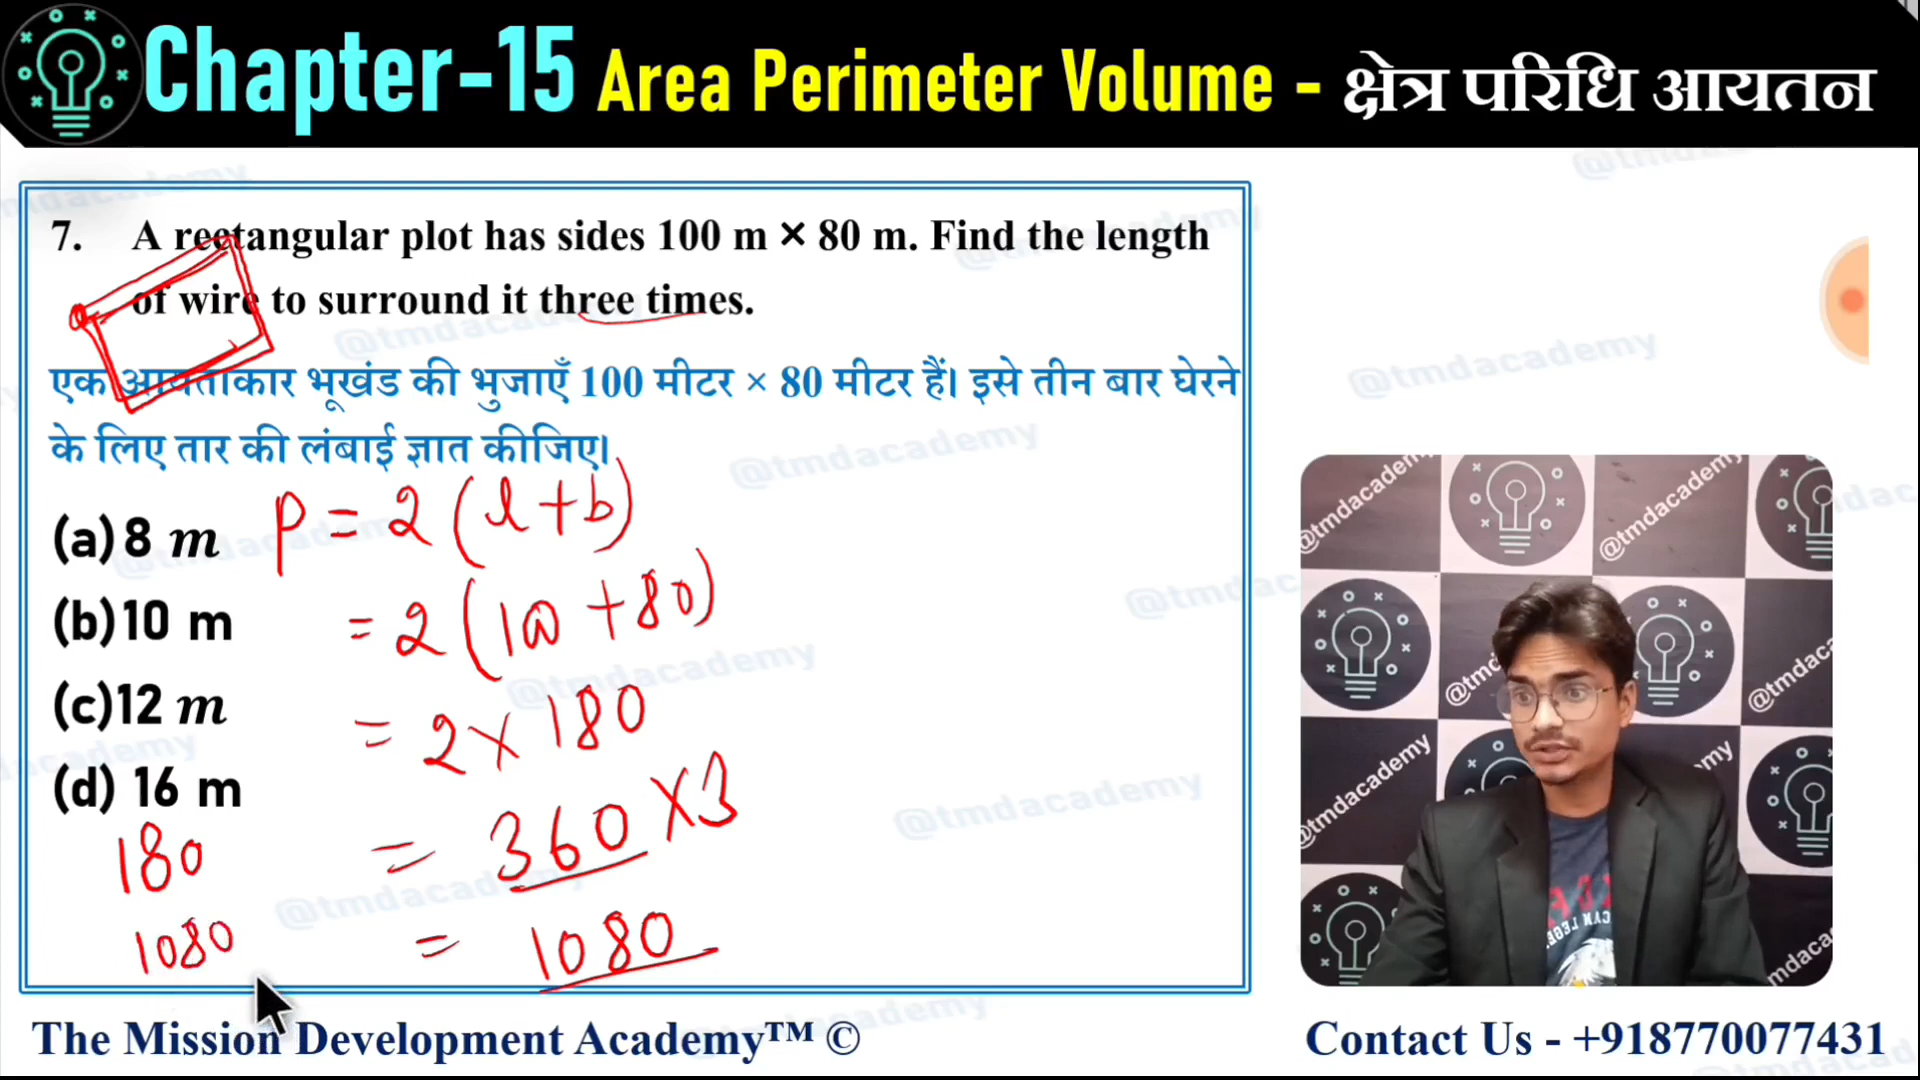 Chapter-15 Area Perimeter Volume - क्षेत्र परिधि आयतन
7. A rectangular plot has sides 100 m × 80 m. Find the length
of wire to surround it three times.
एक आयताकार भूखंड की भुजाएँ 100 मीटर × 80 मीटर हैं। इसे तीन बार घेरने
के लिए तार की लंबाई ज्ञात कीजिए।
(a) 8 m
(b) 10 m
(c) 12 m
(d) 16 m
P = 2 (l + b)
= 2 (100 + 80)
= 2 × 180
= 360 × 3
= 1080
180
1080
@tmdacademy
The Mission Development Academy™ ©
Contact Us - +918770077431